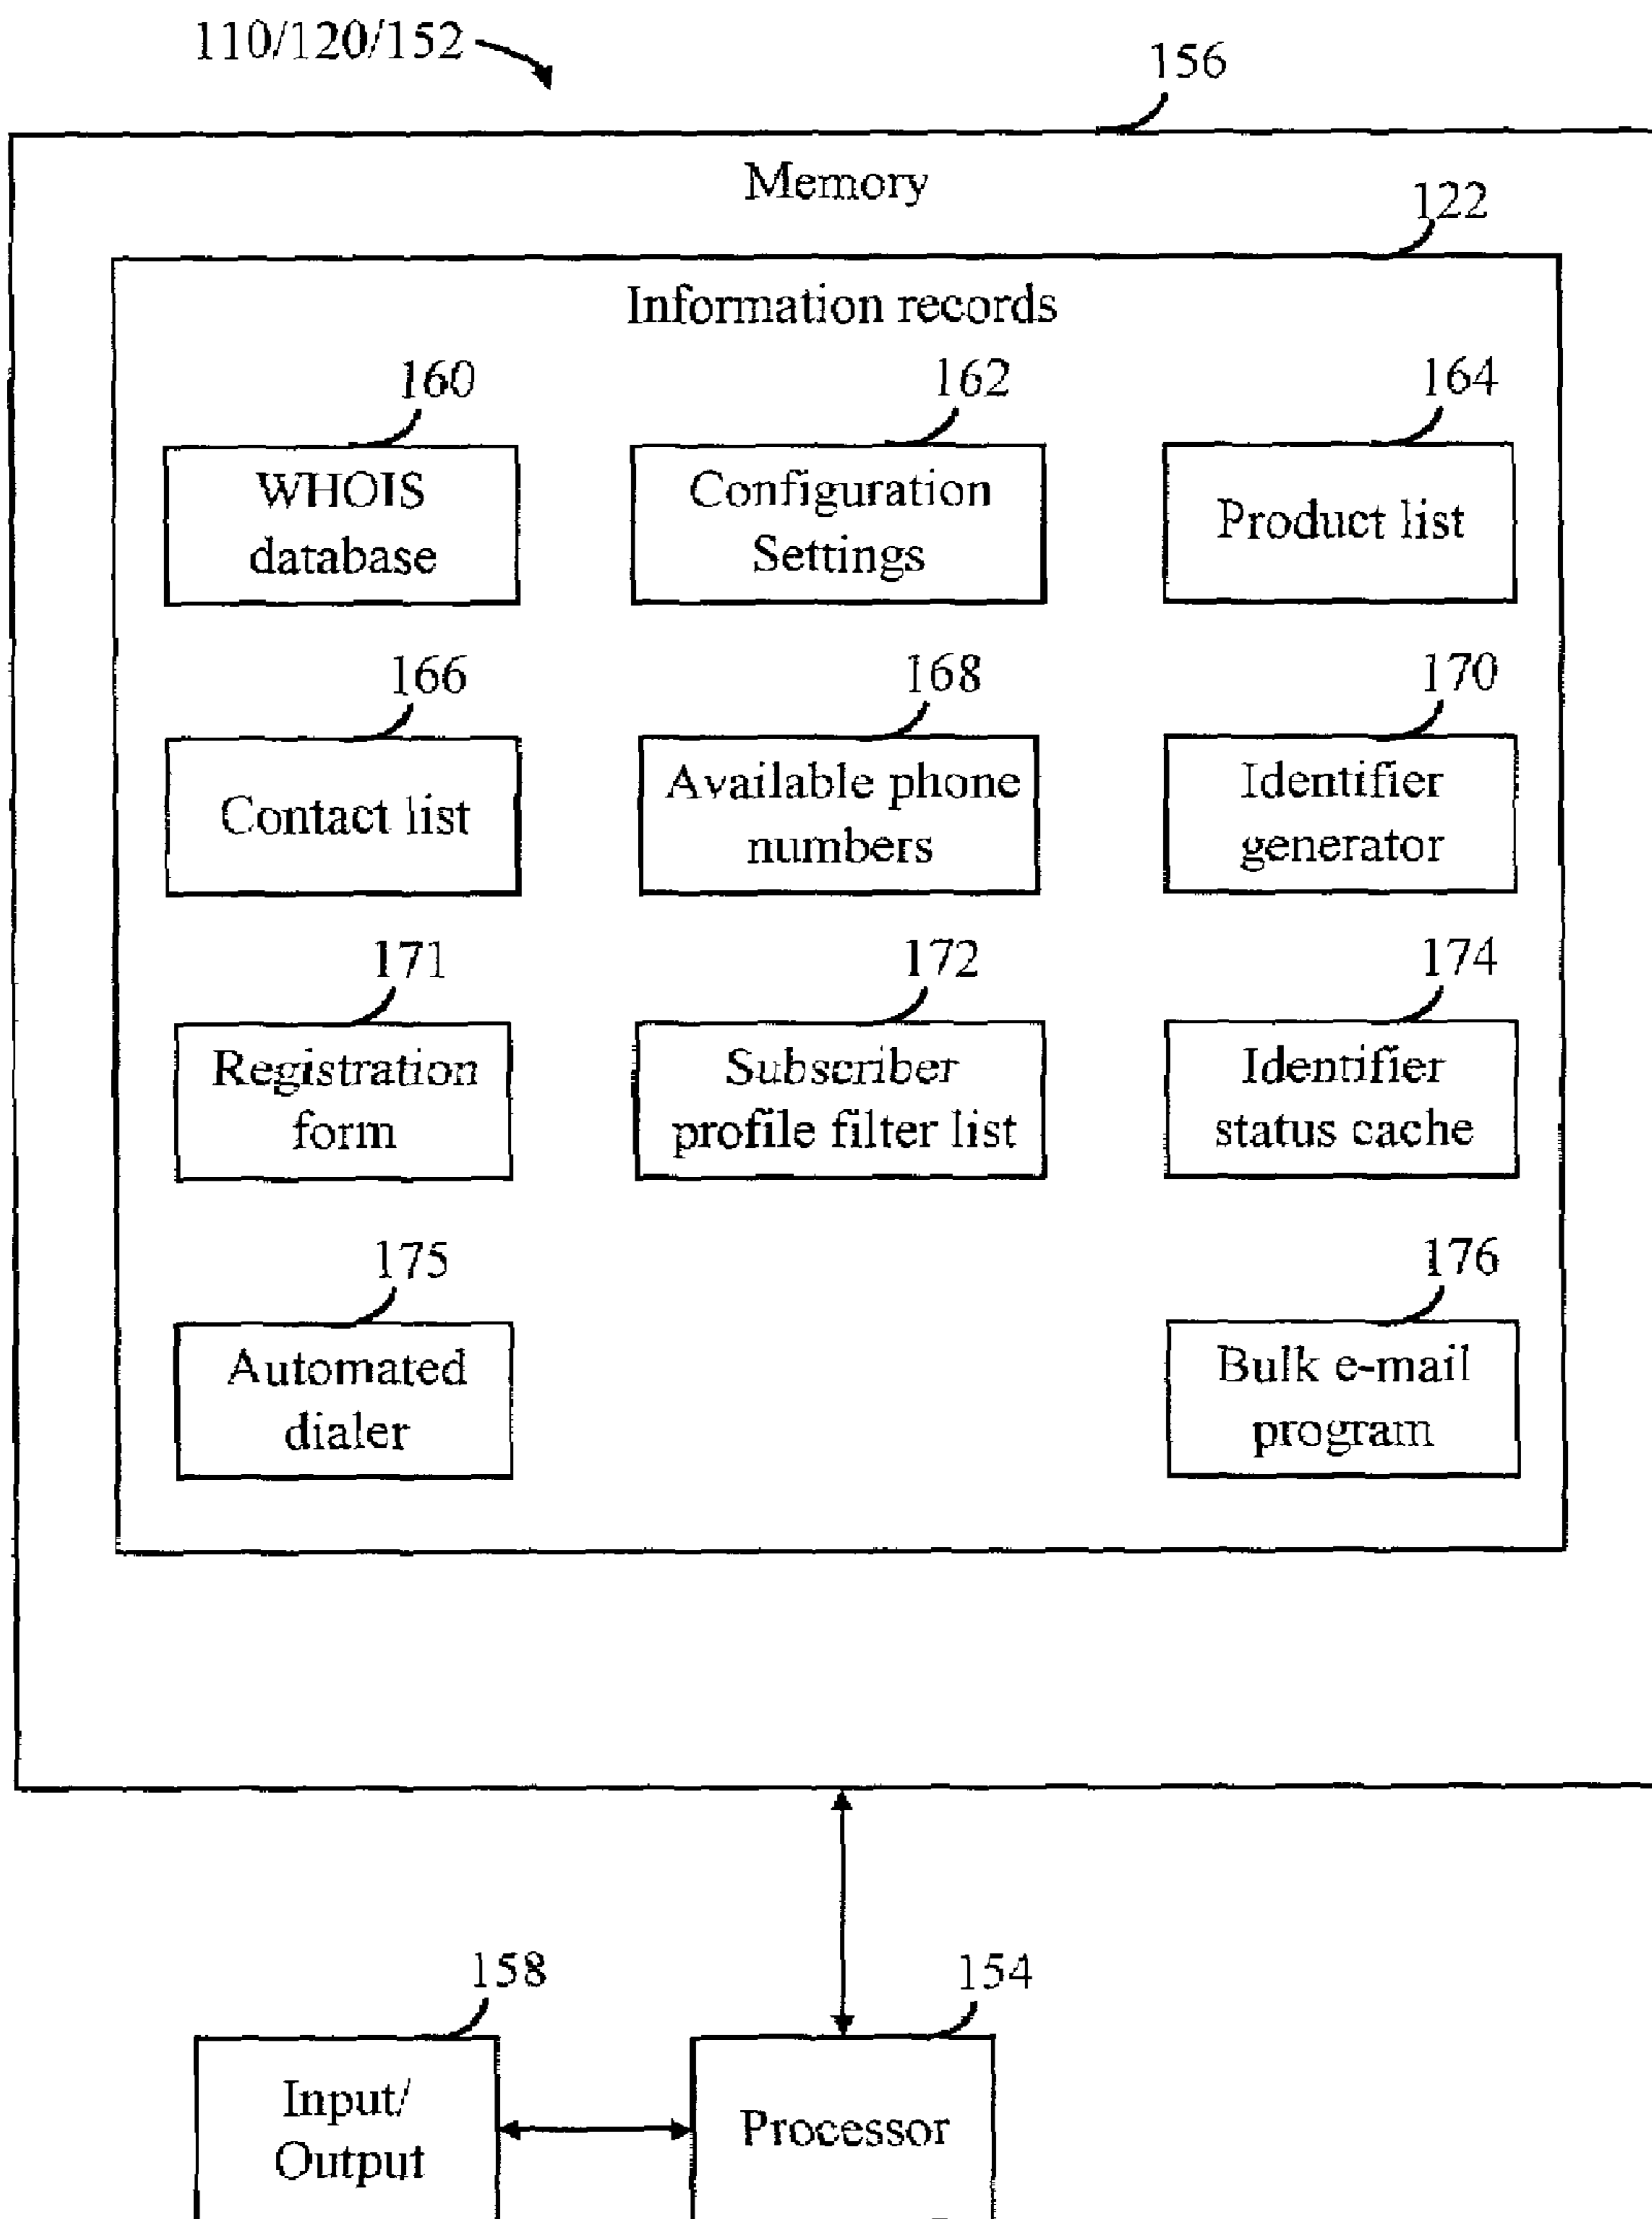 110/120/152
156
Memory
122
Information records
160
162
164
WHOIS
database
Configuration
Settings
Product list
166
168
170
Contact list
Available phone
numbers
Identifier
generator
171
172
174
Registration
form
Subscriber
profile filter list
Identifier
status cache
175
176
Automated
dialer
Bulk e-mail
program
158
154
Input/
Output
Processor